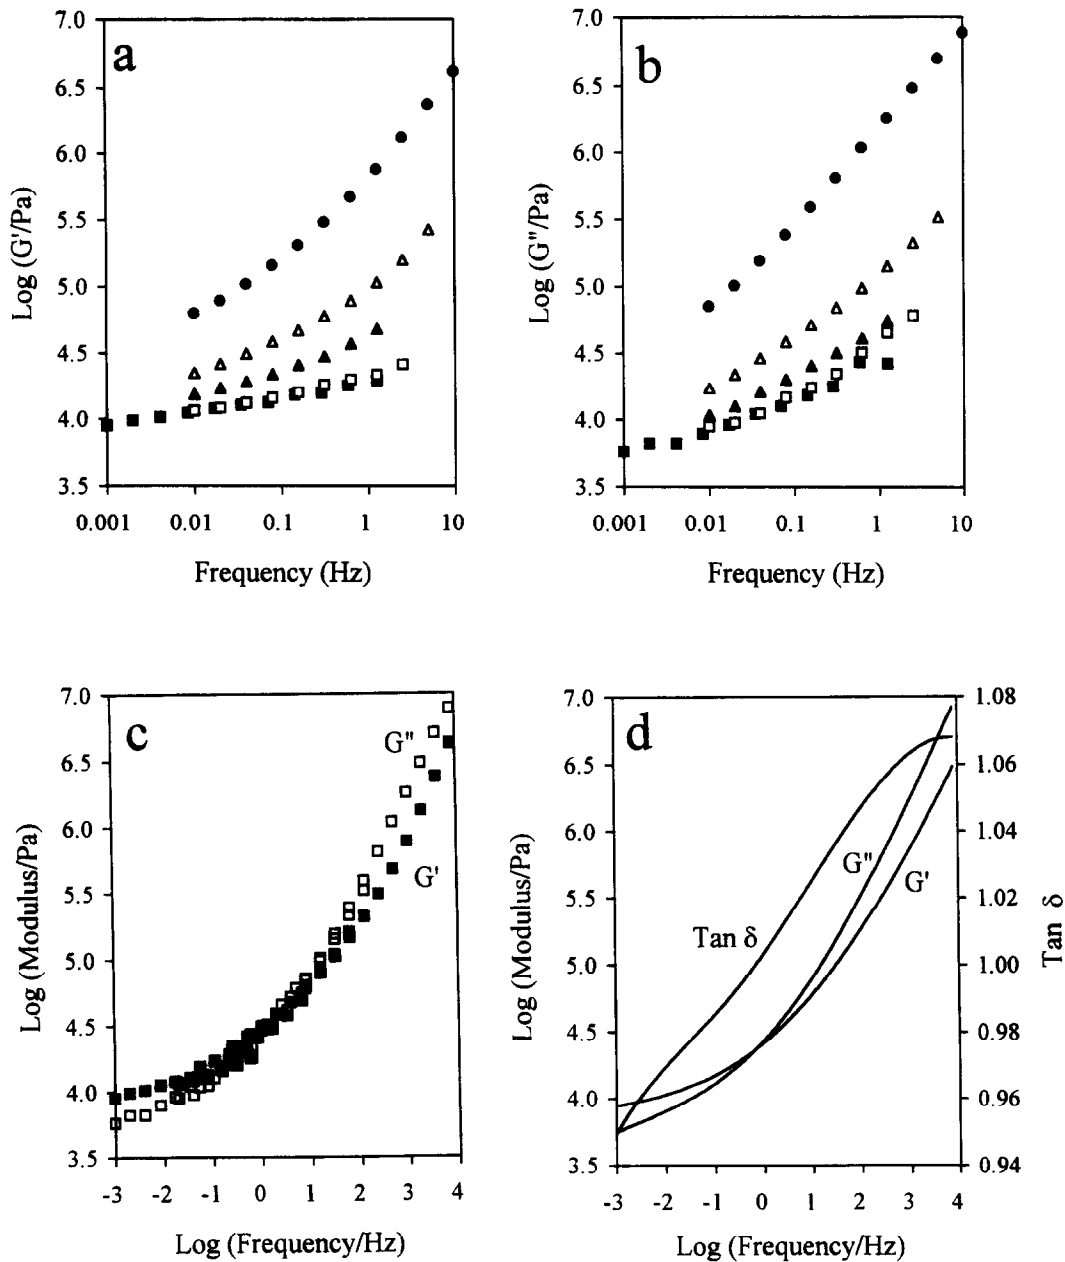 a
7.0
6.5
6.0
5.5
5.0
4.5
4.0
3.5
Log (G'/Pa)
0.001 0.01 0.1 1 10
Frequency (Hz)
b
7.0
6.5
6.0
5.5
5.0
4.5
4.0
3.5
Log (G"/Pa)
0.001 0.01 0.1 1 10
Frequency (Hz)
c
7.0
6.5
6.0
5.5
5.0
4.5
4.0
3.5
Log (Modulus/Pa)
G"
G'
-3 -2 -1 0 1 2 3 4
Log (Frequency/Hz)
d
7.0
6.5
6.0
5.5
5.0
4.5
4.0
3.5
Log (Modulus/Pa)
Tan δ
G"
G'
1.08
1.06
1.04
1.02
1.00
0.98
0.96
0.94
Tan δ
-3 -2 -1 0 1 2 3 4
Log (Frequency/Hz)